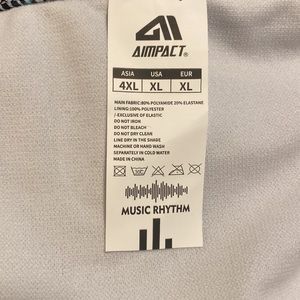 AIMPACT®
ASIA USA EUR
4XL XL XL
MAIN FABRIC:80% POLYAMIDE 20% ELASTANE
LINING:100% POLYESTER
/-EXCLUSIVE OF ELASTIC
DO NOT IRON
DO NOT BLEACH
DO NOT DRY CLEAN
LINE DRY IN THE SHADE
MACHINE OR HAND WASH
SEPARATELY IN COLD WATER
MADE IN CHINA
MUSIC RHYTHM